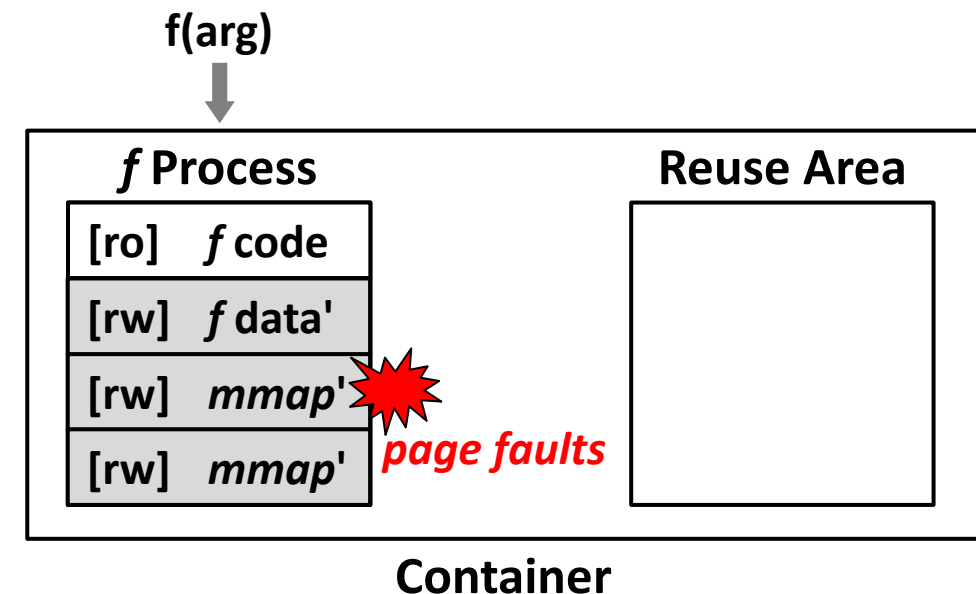 f(arg)
f Process
Reuse Area
[ro] f code
[rw] f data'
[rw] mmap'
[rw] mmap'
page faults
Container